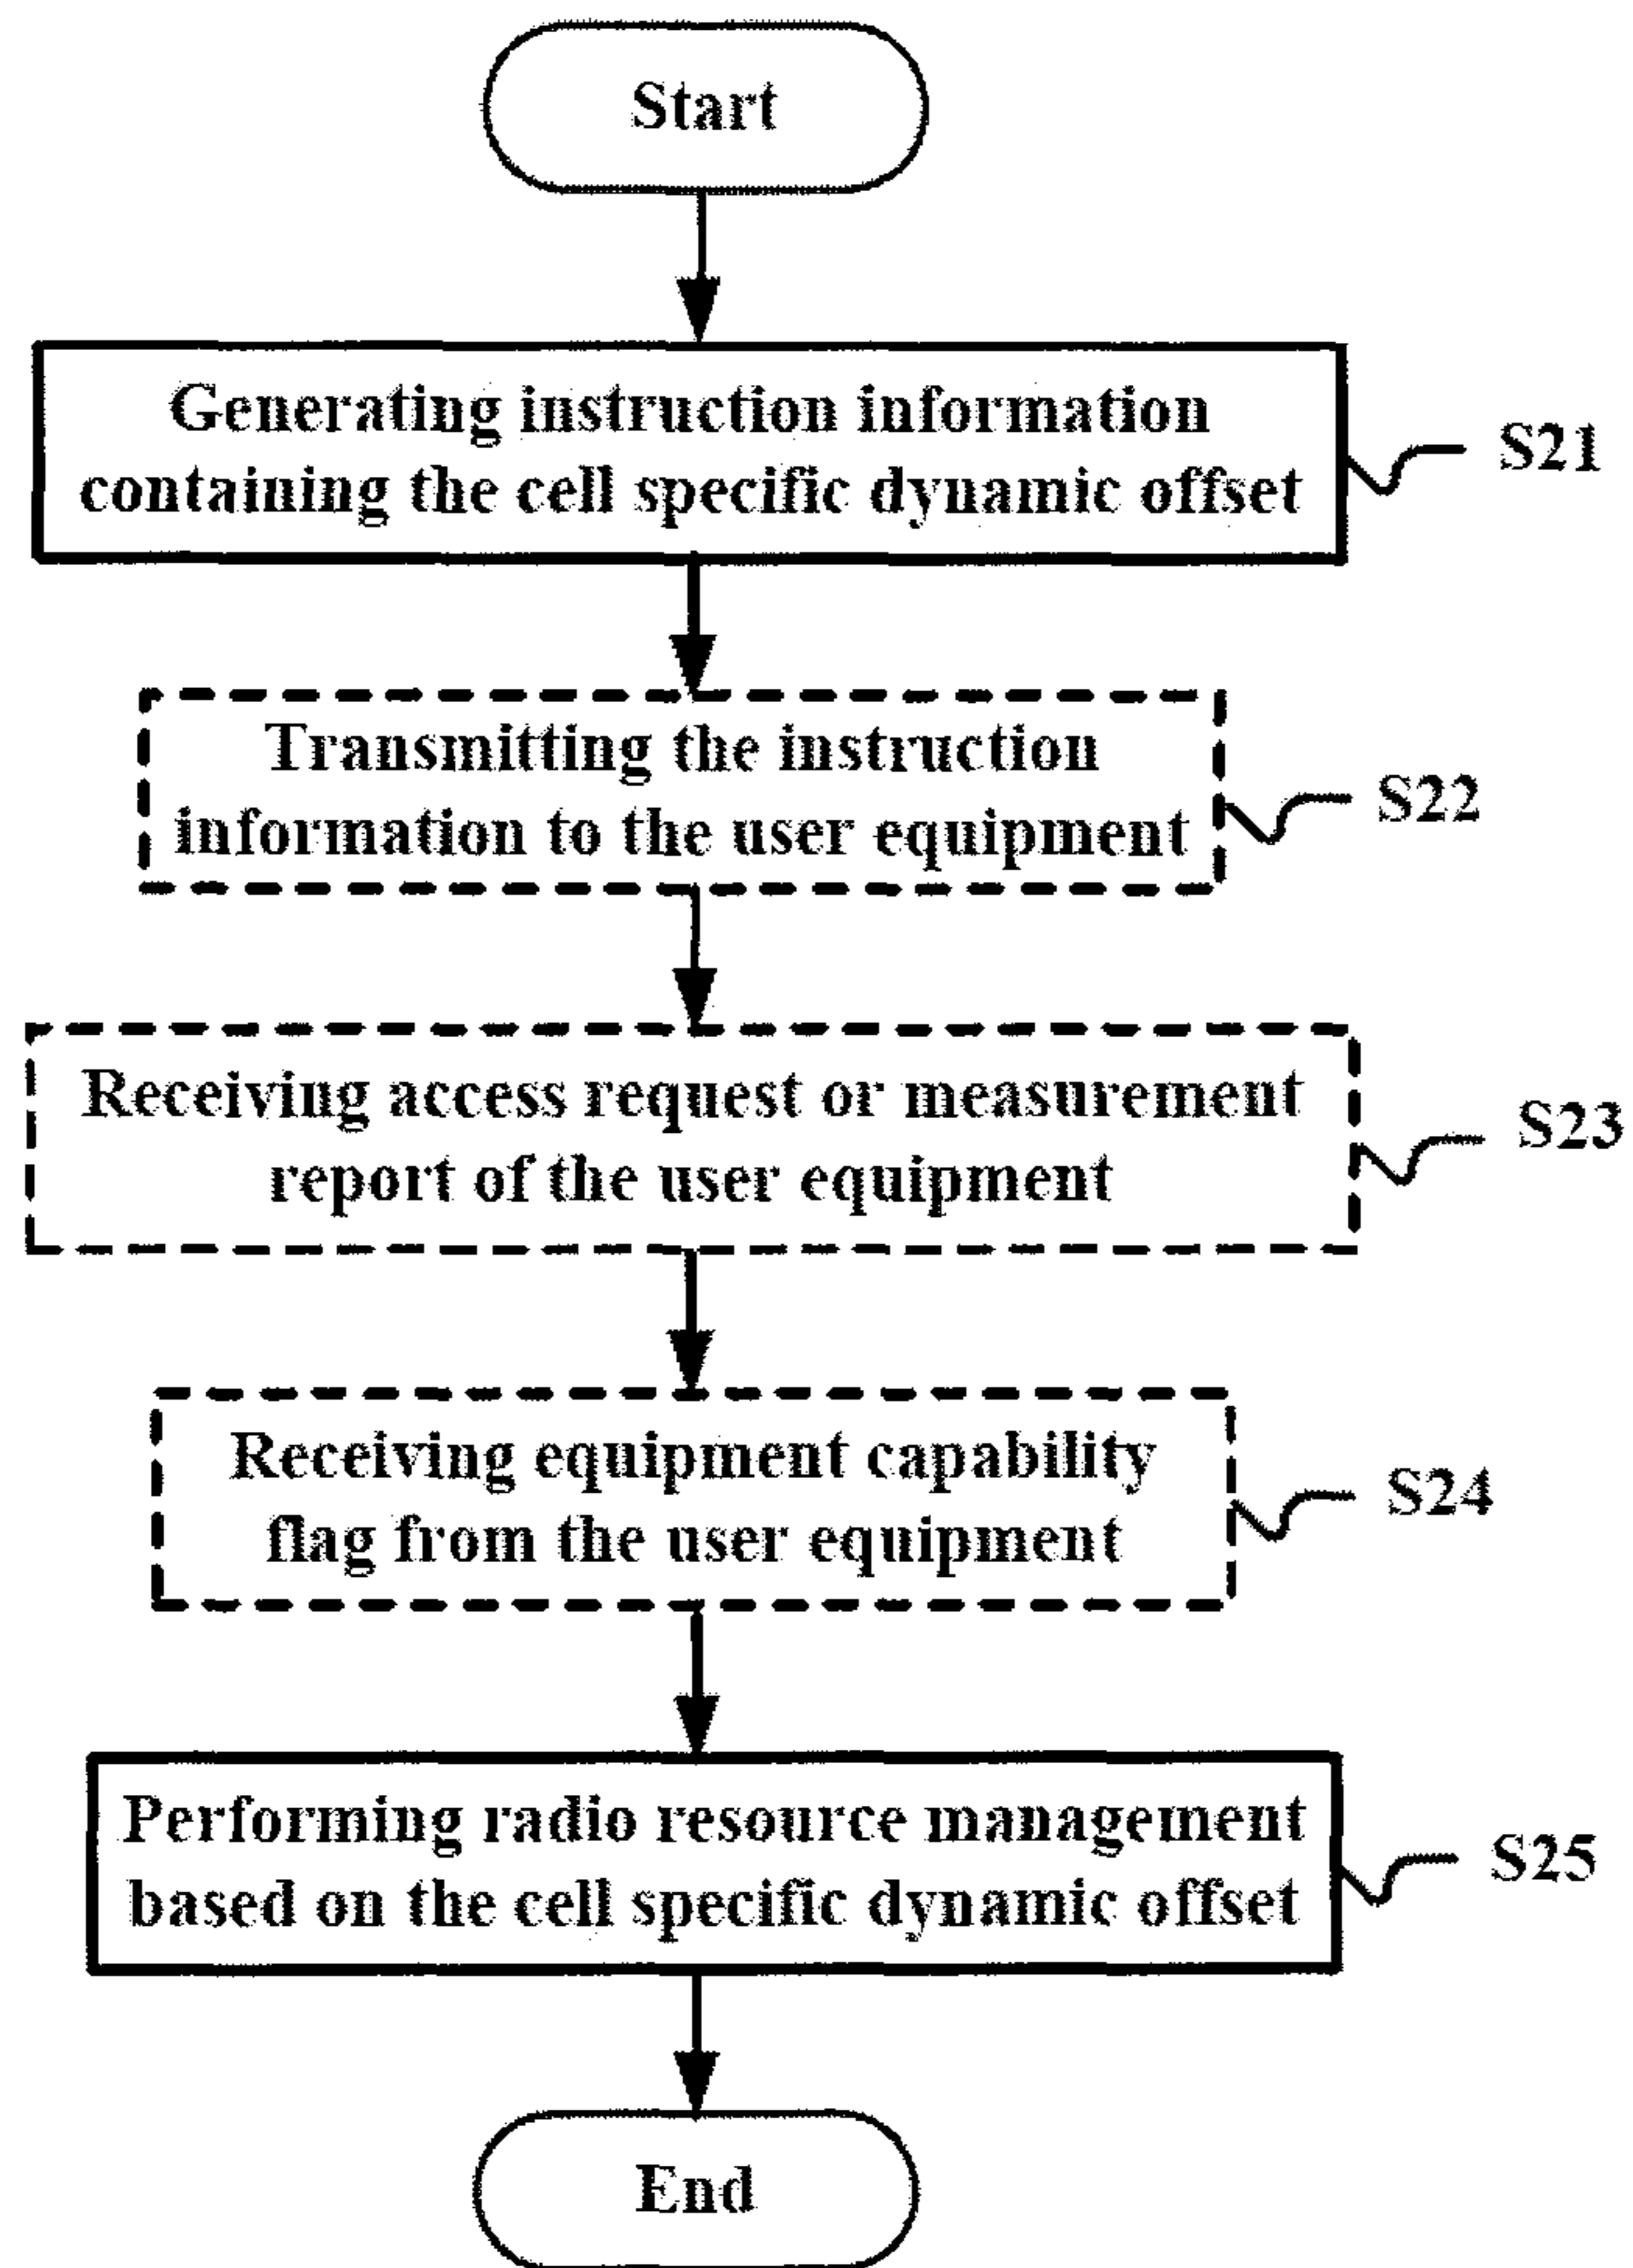 Start
Generating instruction information
containing the cell specific dynamic offset
S21
Transmitting the instruction
information to the user equipment
S22
Receiving access request or measurement
report of the user equipment
S23
Receiving equipment capability
flag from the user equipment
S24
Performing radio resource management
based on the cell specific dynamic offset
S25
End